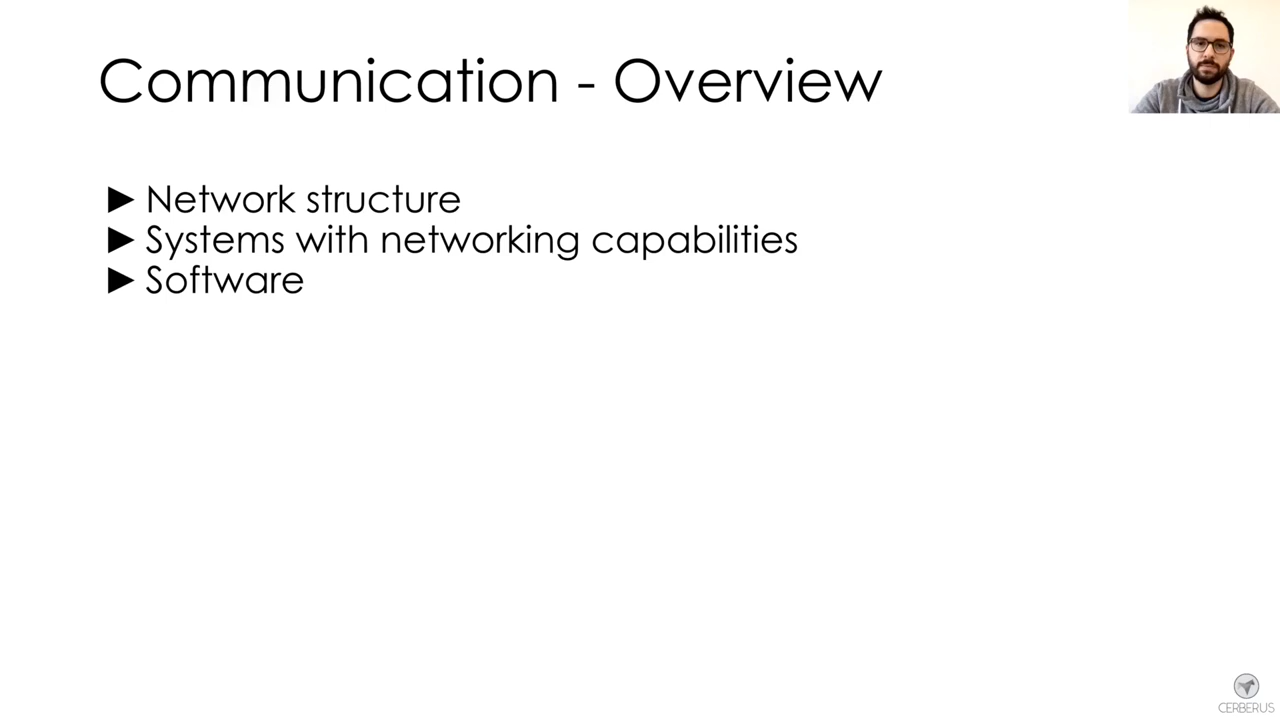 Communication - Overview
► Network structure
► Systems with networking capabilities
► Software
CERBERUS